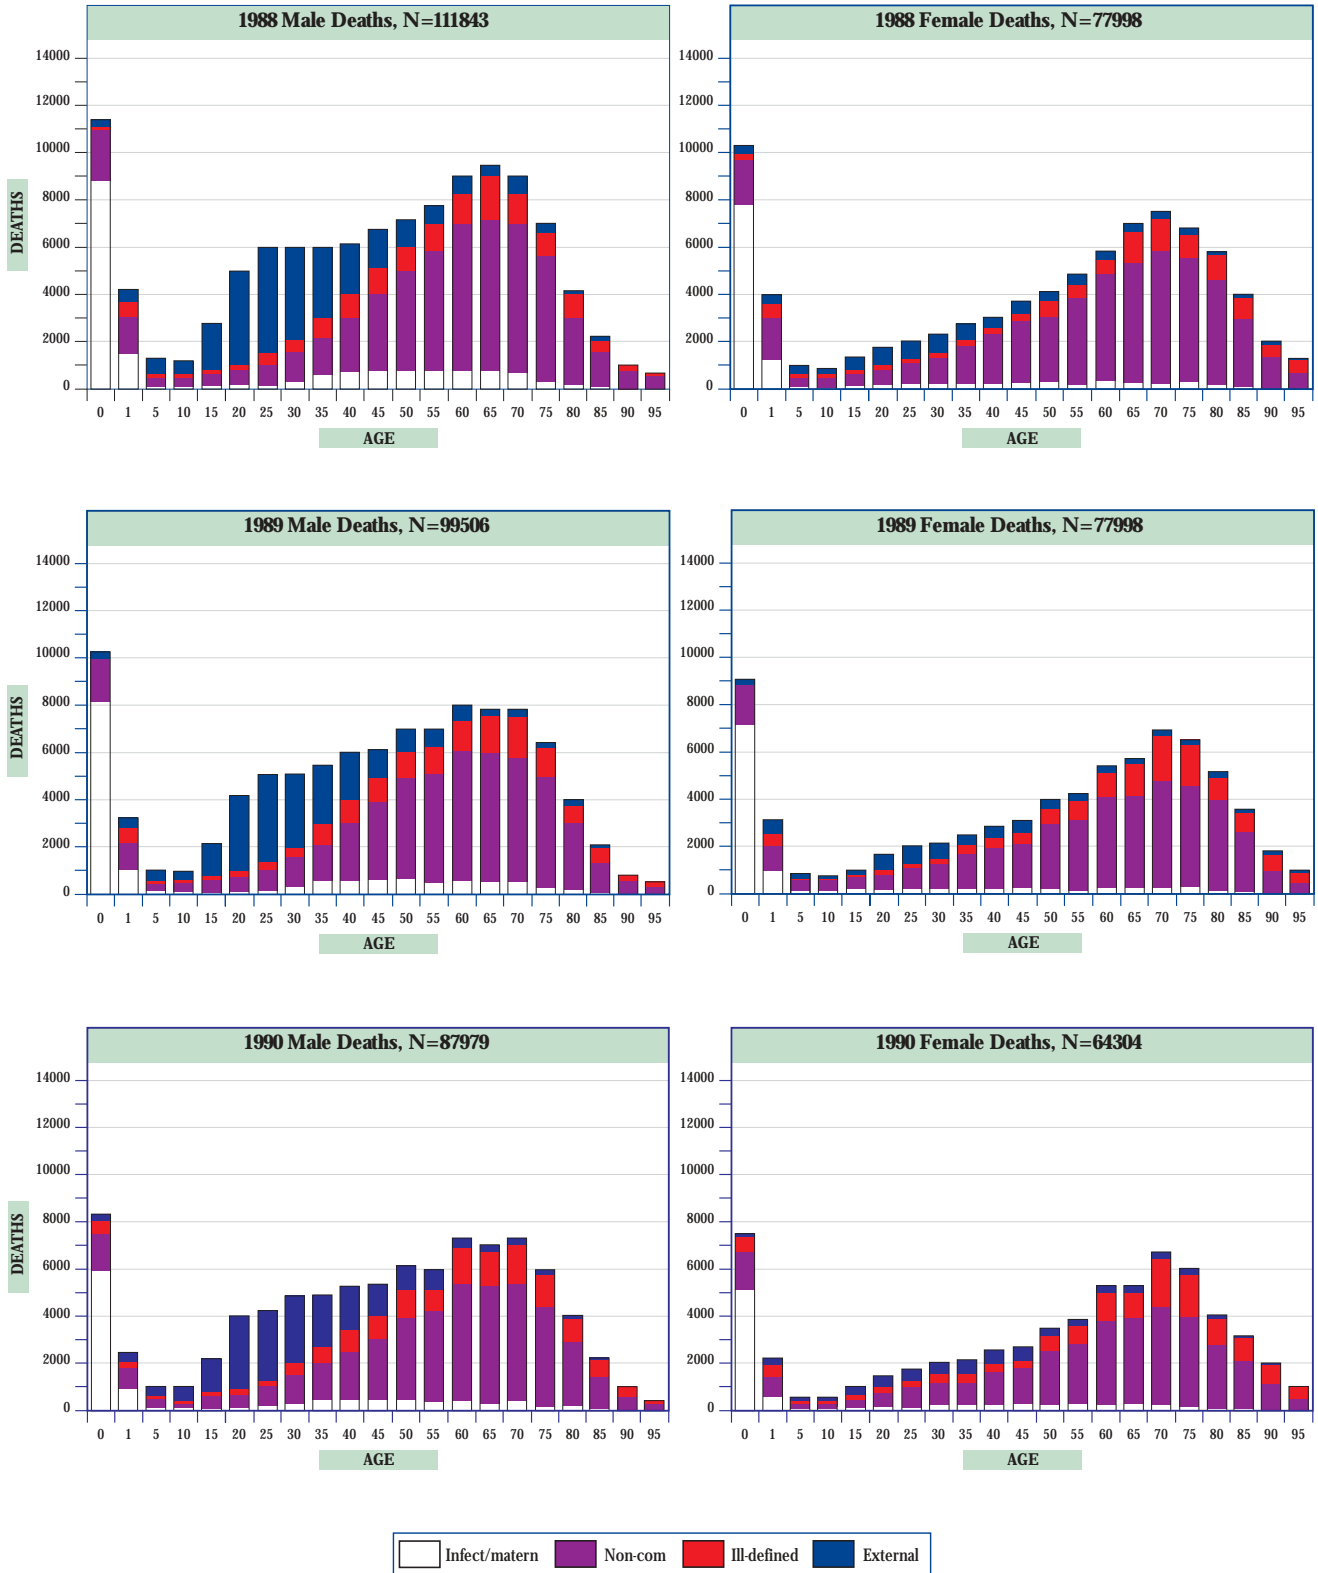 1988 Male Deaths, N=111843
14000
12000
10000
8000
6000
4000
2000
0
DEATHS
0 1 5 10 15 20 25 30 35 40 45 50 55 60 65 70 75 80 85 90 95
AGE
1988 Female Deaths, N=77998
14000
12000
10000
8000
6000
4000
2000
0
0 1 5 10 15 20 25 30 35 40 45 50 55 60 65 70 75 80 85 90 95
AGE
1989 Male Deaths, N=99506
14000
12000
10000
8000
6000
4000
2000
0
DEATHS
0 1 5 10 15 20 25 30 35 40 45 50 55 60 65 70 75 80 85 90 95
AGE
1989 Female Deaths, N=77998
14000
12000
10000
8000
6000
4000
2000
0
0 1 5 10 15 20 25 30 35 40 45 50 55 60 65 70 75 80 85 90 95
AGE
1990 Male Deaths, N=87979
14000
12000
10000
8000
6000
4000
2000
0
DEATHS
0 1 5 10 15 20 25 30 35 40 45 50 55 60 65 70 75 80 85 90 95
AGE
1990 Female Deaths, N=64304
14000
12000
10000
8000
6000
4000
2000
0
0 1 5 10 15 20 25 30 35 40 45 50 55 60 65 70 75 80 85 90 95
AGE
Infect/matern Non-com Ill-defined External